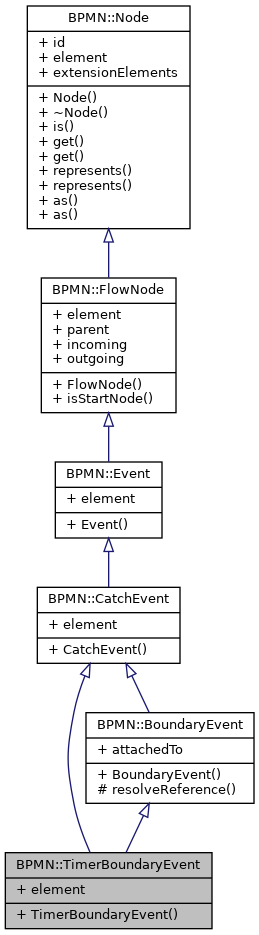 BPMN::Node
+ id
+ element
+ extensionElements
+ Node()
+ ~Node()
+ is()
+ get()
+ get()
+ represents()
+ represents()
+ as()
+ as()
BPMN::FlowNode
+ element
+ parent
+ incoming
+ outgoing
+ FlowNode()
+ isStartNode()
BPMN::Event
+ element
+ Event()
BPMN::CatchEvent
+ element
+ CatchEvent()
BPMN::BoundaryEvent
+ attachedTo
+ BoundaryEvent()
# resolveReference()
BPMN::TimerBoundaryEvent
+ element
+ TimerBoundaryEvent()